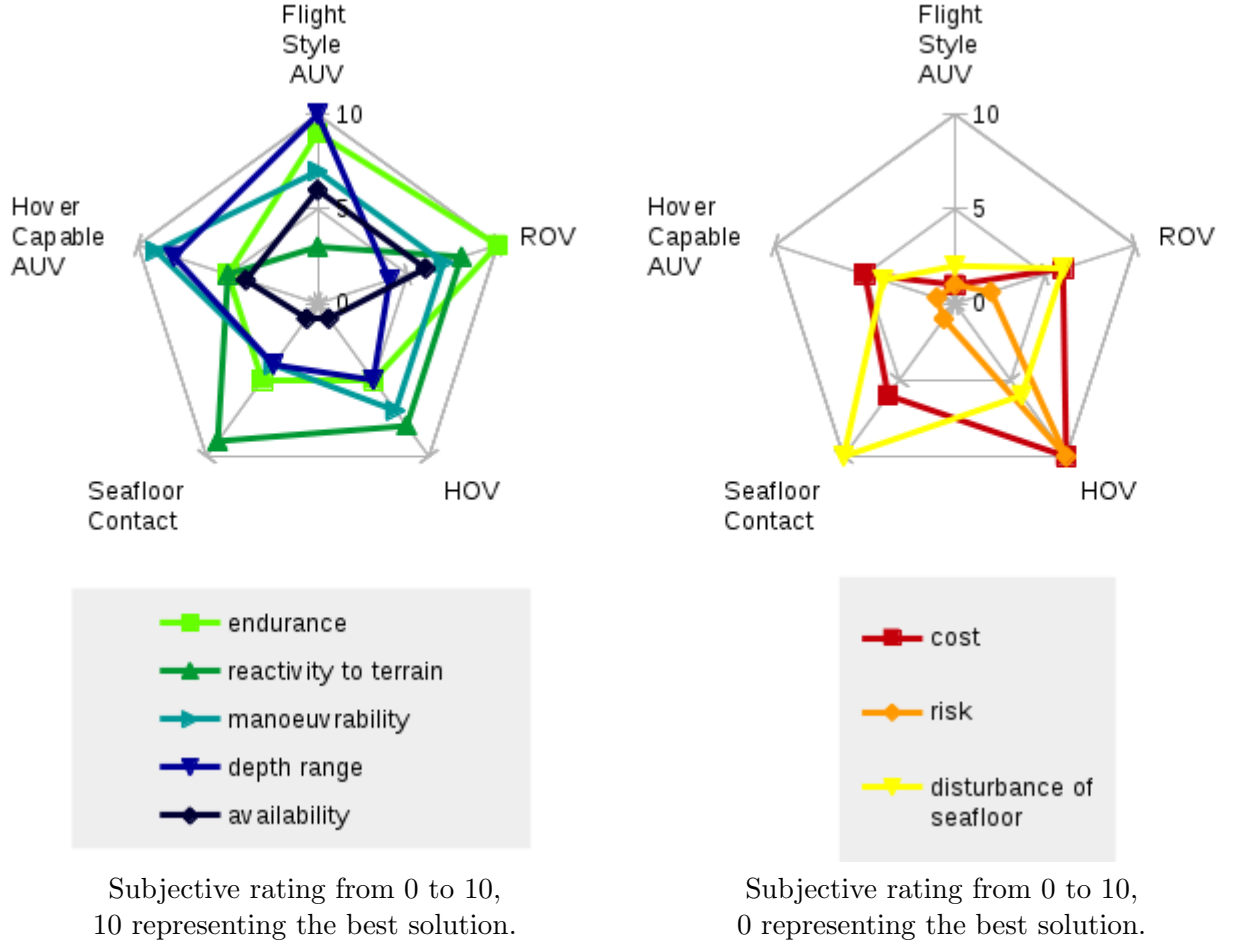 Flight
Style
AUV
10
5
0
ROV
HOV
Seafloor
Contact
Hover
Capable
AUV
endurance
reactivity to terrain
manoeuvrability
depth range
availability
Subjective rating from 0 to 10,
10 representing the best solution.
Flight
Style
AUV
10
5
0
ROV
HOV
Seafloor
Contact
Hover
Capable
AUV
cost
risk
disturbance of
seafloor
Subjective rating from 0 to 10,
0 representing the best solution.